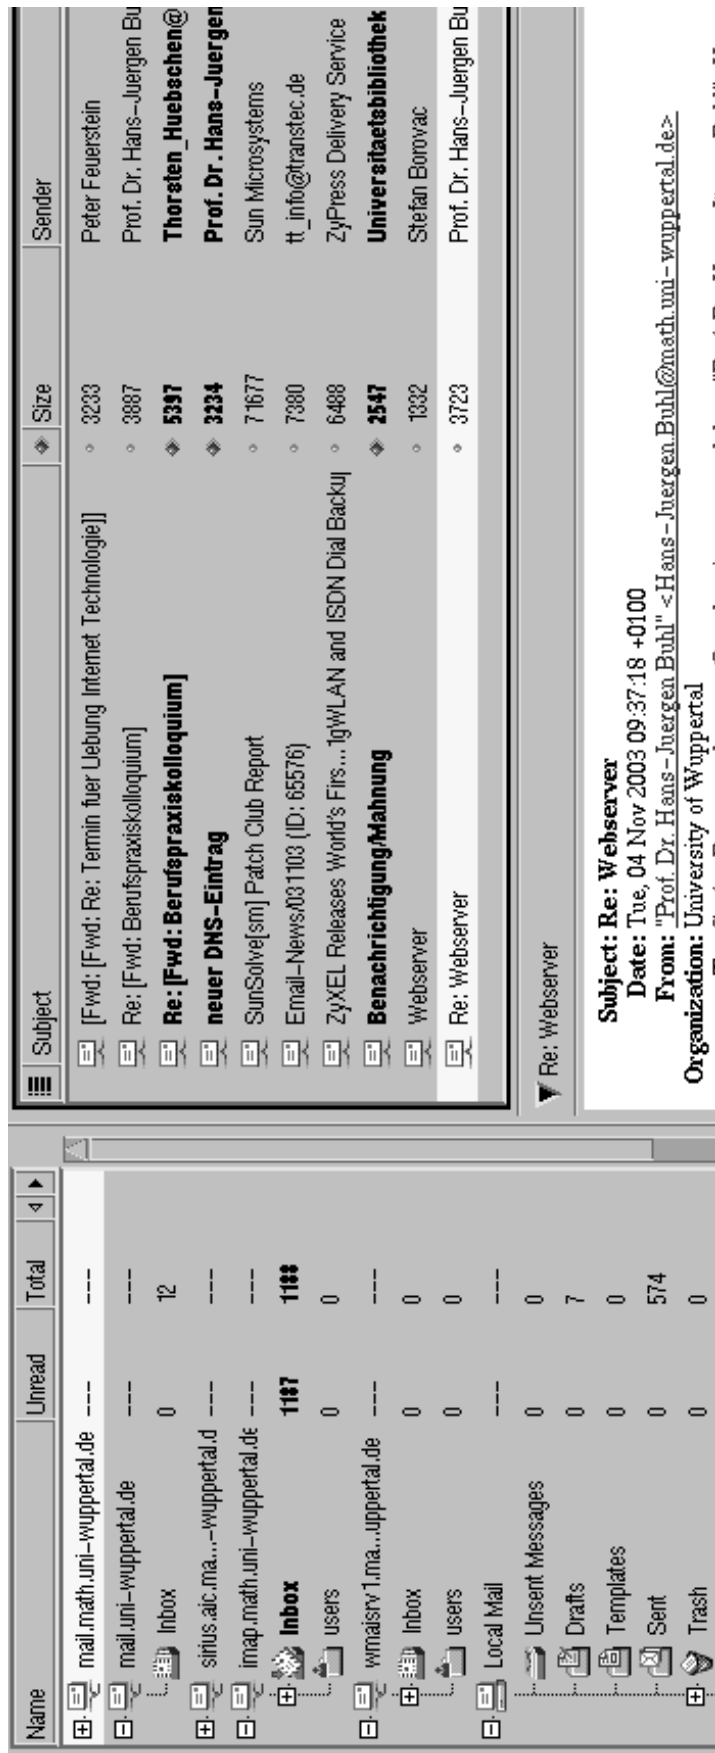 Name Unread Total
mail.math.uni-wuppertal.de --- ---
mail.uni-wuppertal.de --- ---
Inbox 0 12
sirius.aic.ma...-wuppertal.d --- ---
imap.math.uni-wuppertal.de --- ---
Inbox 1187 1188
users 0 0
wmaisrv1.ma...uppertal.de --- ---
Inbox 0 0
users 0 0
Local Mail --- ---
Unsent Messages 0 0
Drafts 0 7
Templates 0 0
Sent 0 574
Trash 0 0
Subject Size Sender
[Fwd: [Fwd: Re: Termin fuer Uebung Internet Technologie]] 3233 Peter Feuerstein
Re: [Fwd: Berufspraxiskolloquium] 3887 Prof. Dr. Hans-Juergen Bu
Re: [Fwd: Berufspraxiskolloquium] 5397 Thorsten_Huebschen@
neuer DNS-Eintrag 3234 Prof. Dr. Hans-Juergen
SunSolve[sm] Patch Club Report 71677 Sun Microsystems
Email-News/031103 (ID: 65576) 7380 tt_info@transtec.de
ZyXEL Releases World's Firs...1gWLAN and ISDN Dial Backup 6488 ZyPress Delivery Service
Benachrichtigung/Mahnung 2547 Universitaetsbibliothek
Webserver 1332 Stefan Borovac
Re: Webserver 3723 Prof. Dr. Hans-Juergen Bu
Re: Webserver
Subject: Re: Webserver
Date: Tue, 04 Nov 2003 09:37:18 +0100
From: "Prof. Dr. Hans-Juergen Buhl" <Hans-Juergen.Buhl@math.uni-wuppertal.de>
Organization: University of Wuppertal